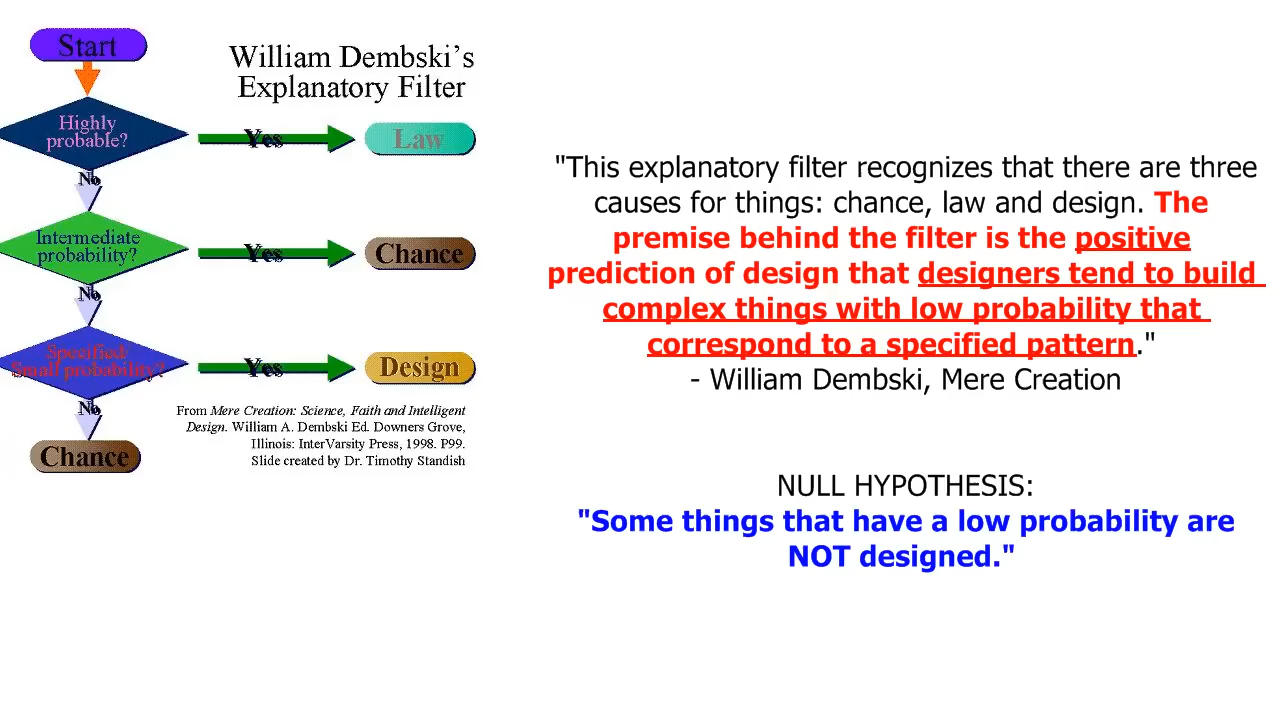 Start
William Dembski's
Explanatory Filter
Highly
probable?
Yes
Law
No
Intermediate
probability?
Yes
Chance
No
Specified/
Small probability?
Yes
Design
No
Chance
From Mere Creation: Science, Faith and Intelligent
Design. William A. Dembski Ed. Downers Grove,
Illinois: InterVarsity Press, 1998. P99.
Slide created by Dr. Timothy Standish
"This explanatory filter recognizes that there are three
causes for things: chance, law and design. The
premise behind the filter is the positive
prediction of design that designers tend to build
complex things with low probability that
correspond to a specified pattern."
- William Dembski, Mere Creation
NULL HYPOTHESIS:
"Some things that have a low probability are
NOT designed."